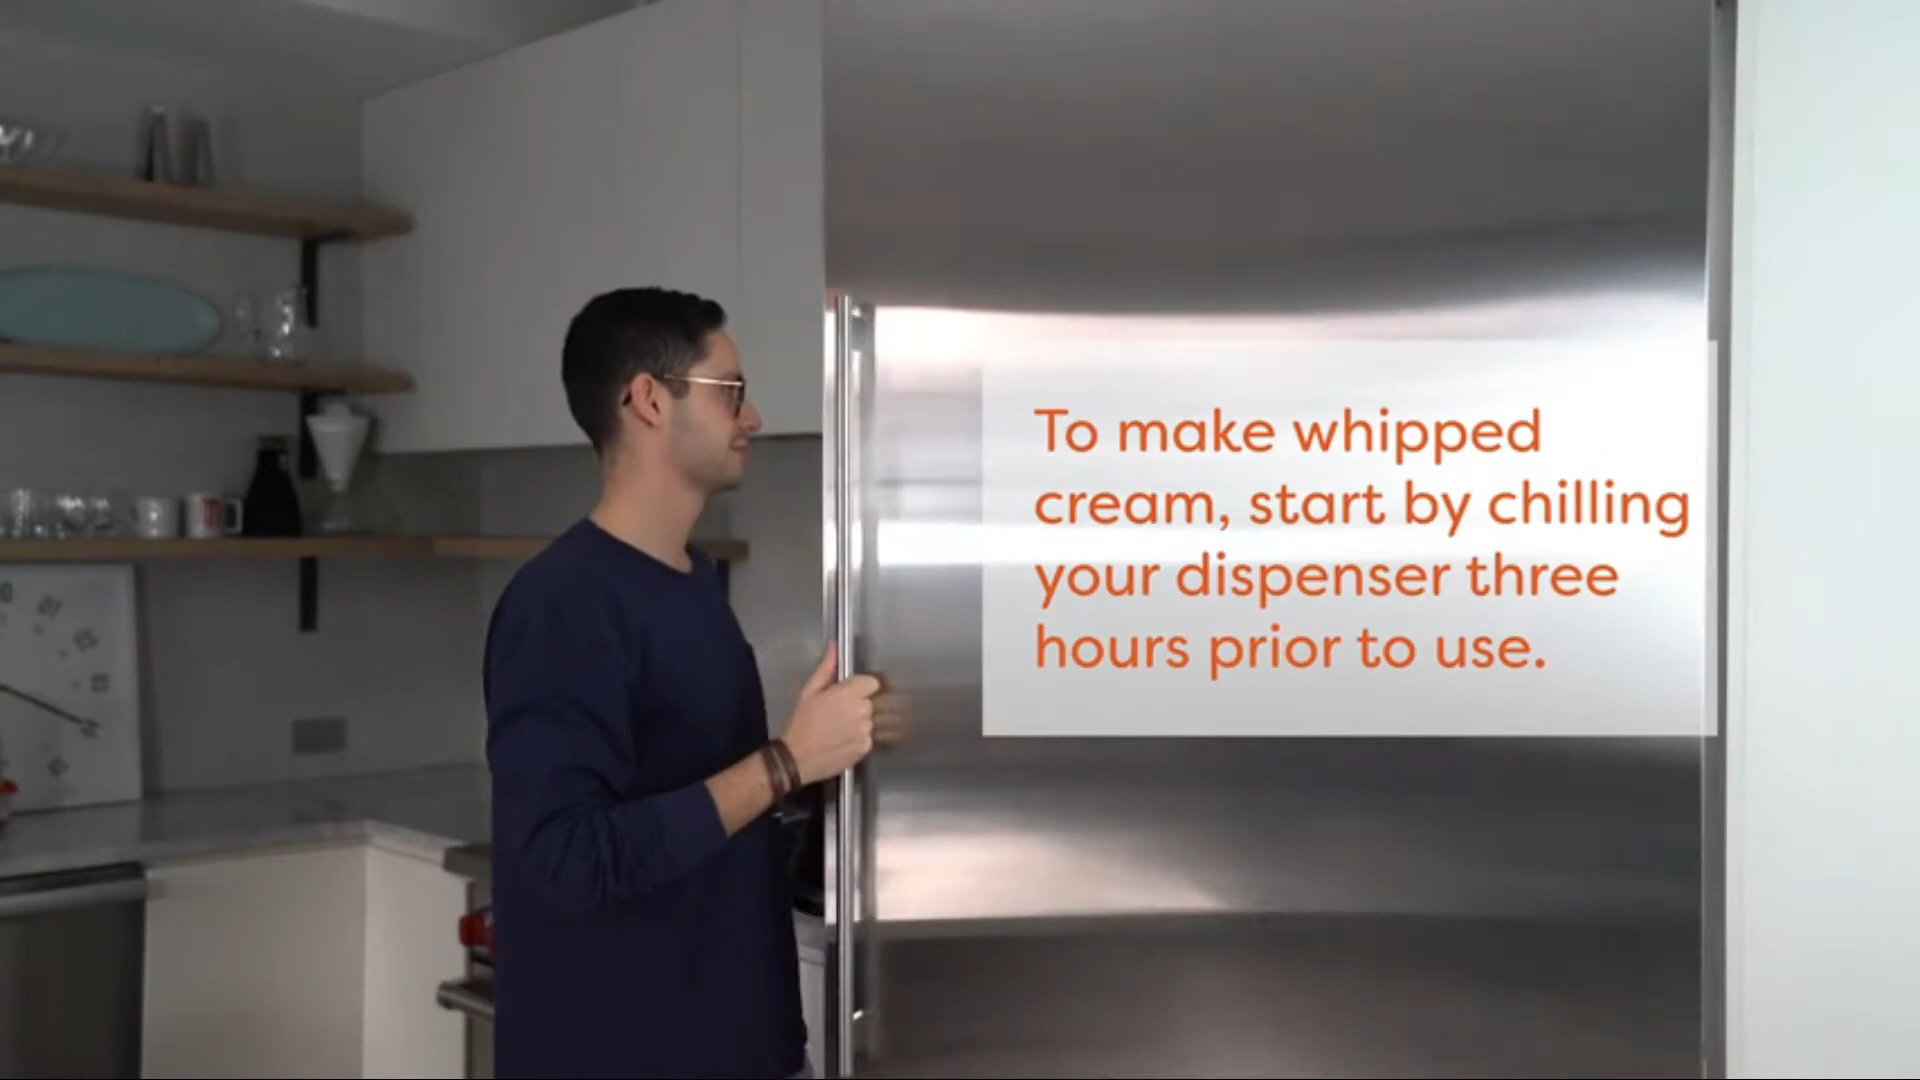 To make whipped
cream, start by chilling
your dispenser three
hours prior to use.